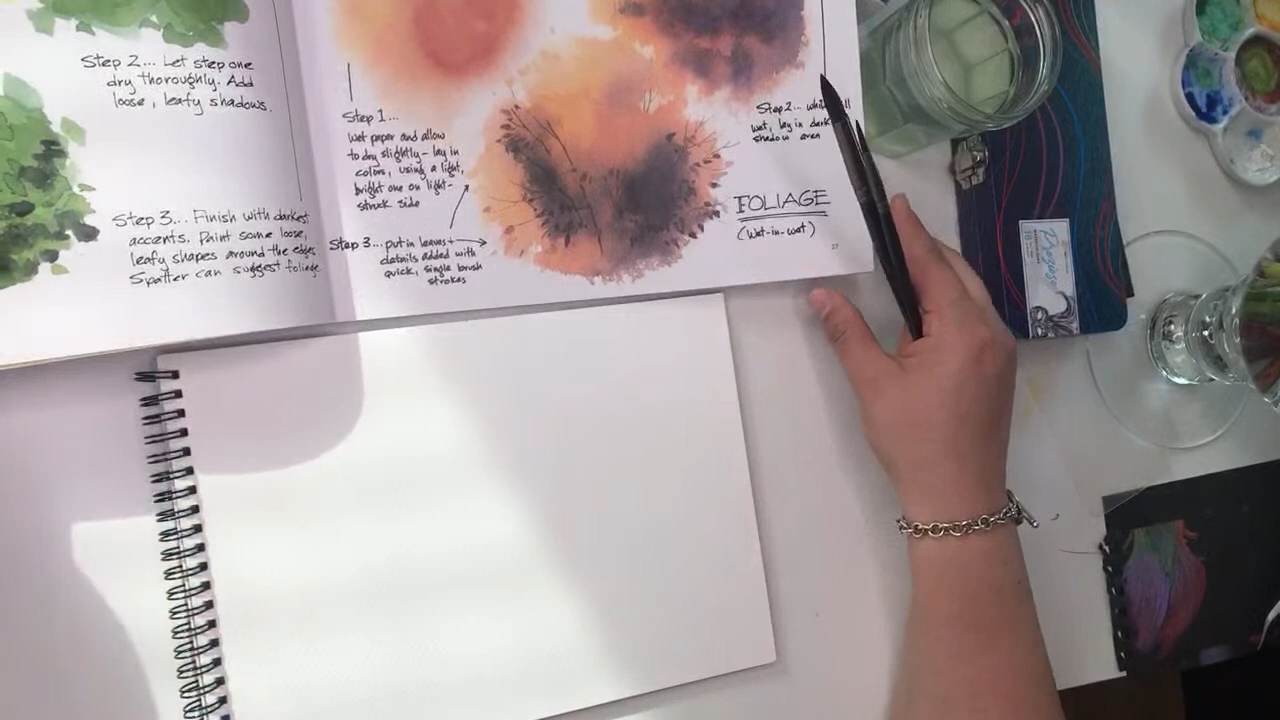 Step 2... Let step one
dry thoroughly. Add
loose, leafy shadows.
Step 3... Finish with darkest
accents. Paint some loose,
leafy shapes around the edges.
Spatter can suggest foliage
Step 1...
Wet paper and allow
to dry slightly - lay in
colors, using a light,
bright one on light-
struck side
Step 3... put in leaves +
details added with
quick, single brush
strokes
Step 2...
wet, lay in dark
shadow area
FOLIAGE
(Wet-in-wet)
27